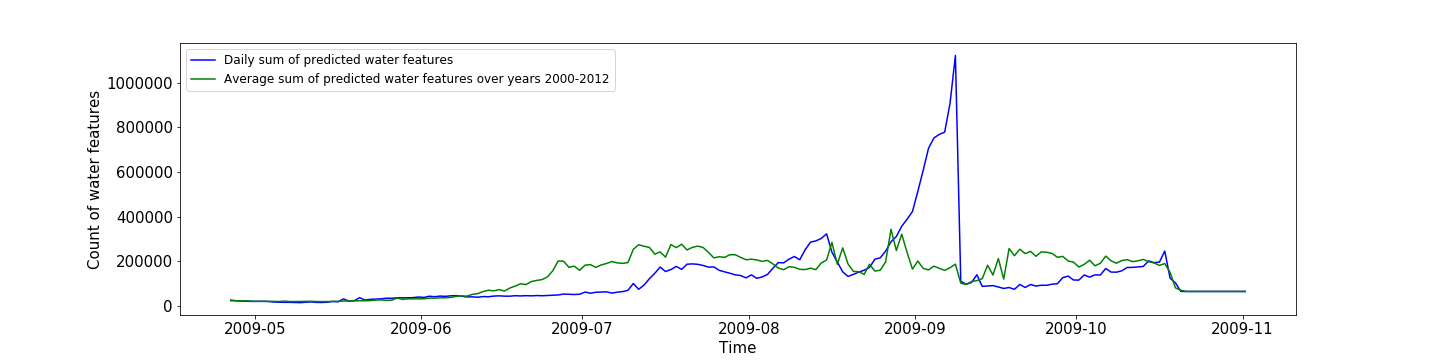 Daily sum of predicted water features
Average sum of predicted water features over years 2000-2012
Count of water features
1000000
800000
600000
400000
200000
0
2009-05 2009-06 2009-07 2009-08 2009-09 2009-10 2009-11
Time